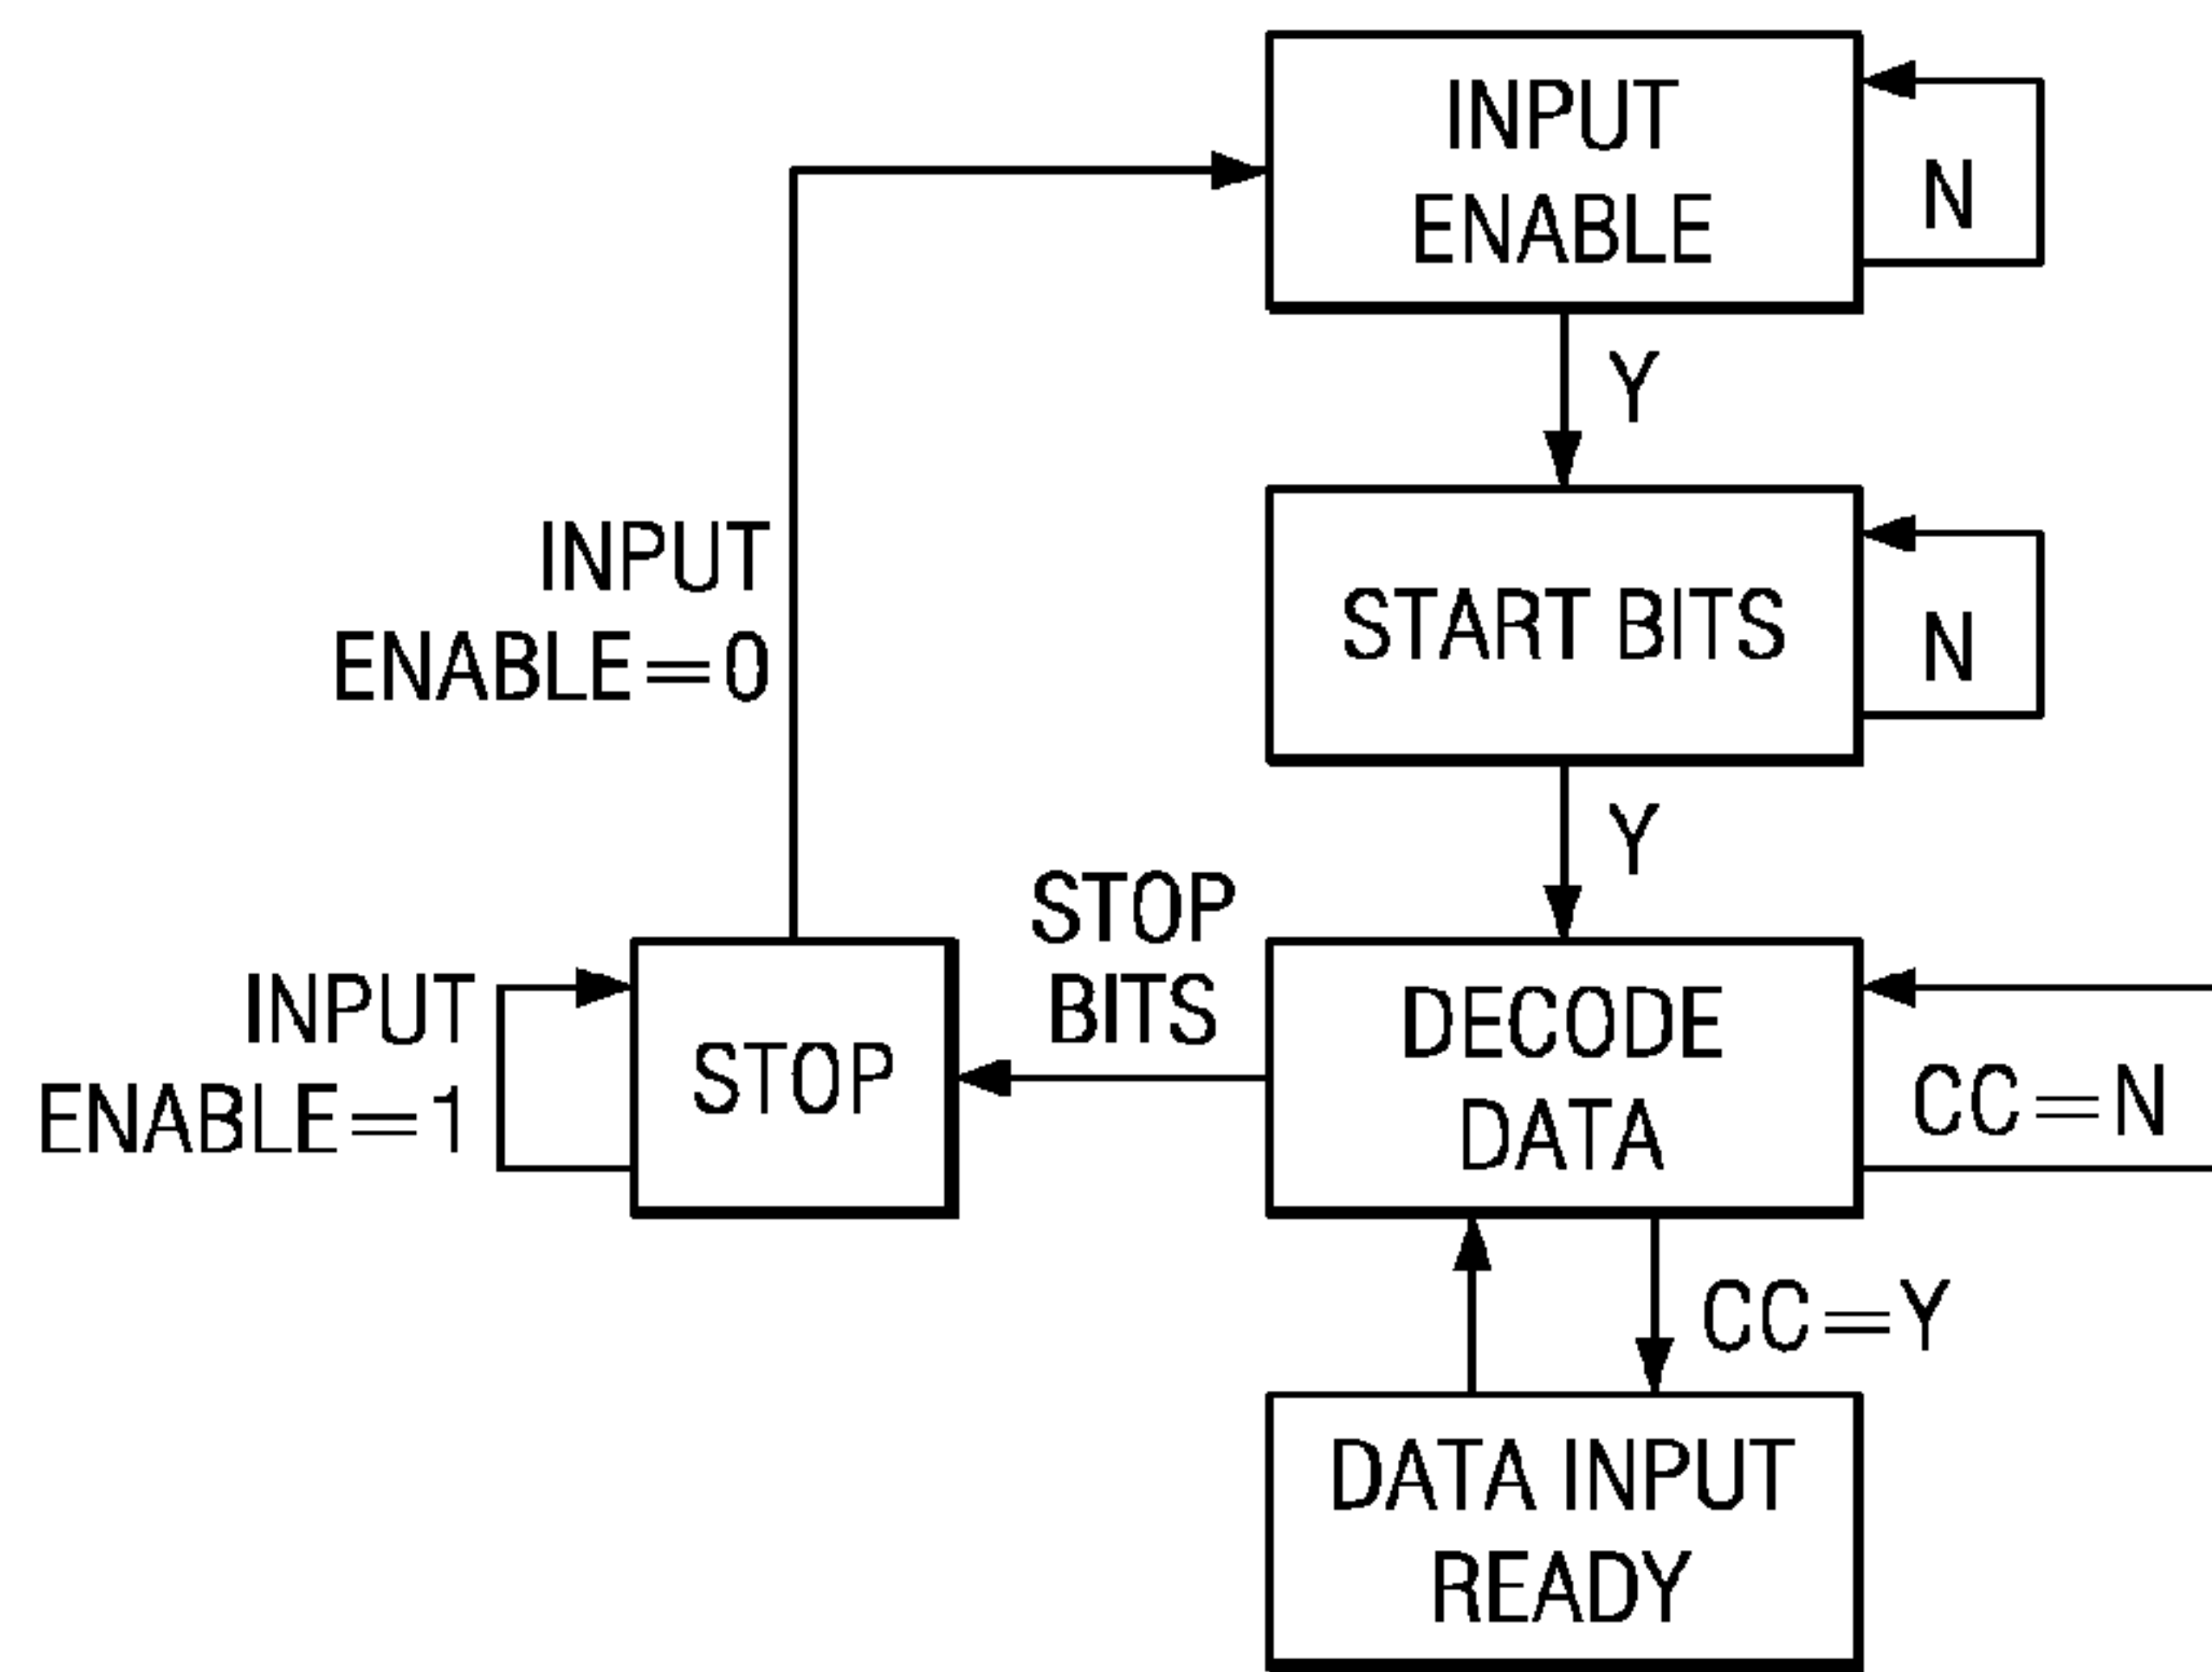 INPUT
ENABLE
N
Y
START BITS
N
INPUT
ENABLE=0
Y
STOP
BITS
INPUT
ENABLE=1
STOP
DECODE
DATA
CC=N
CC=Y
DATA INPUT
READY